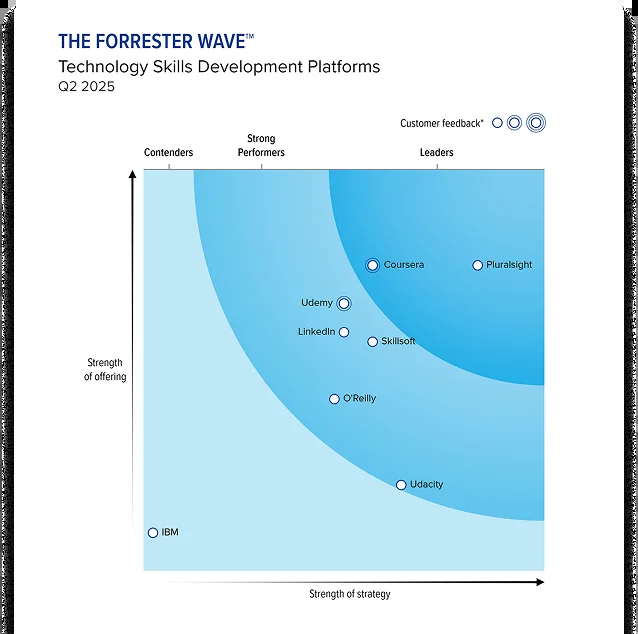 THE FORRESTER WAVE™
Technology Skills Development Platforms
Q2 2025
Customer feedback*
Contenders
Strong
Performers
Leaders
Coursera
Pluralsight
Udemy
LinkedIn
Skillsoft
Strength
of offering
O'Reilly
Udacity
IBM
Strength of strategy